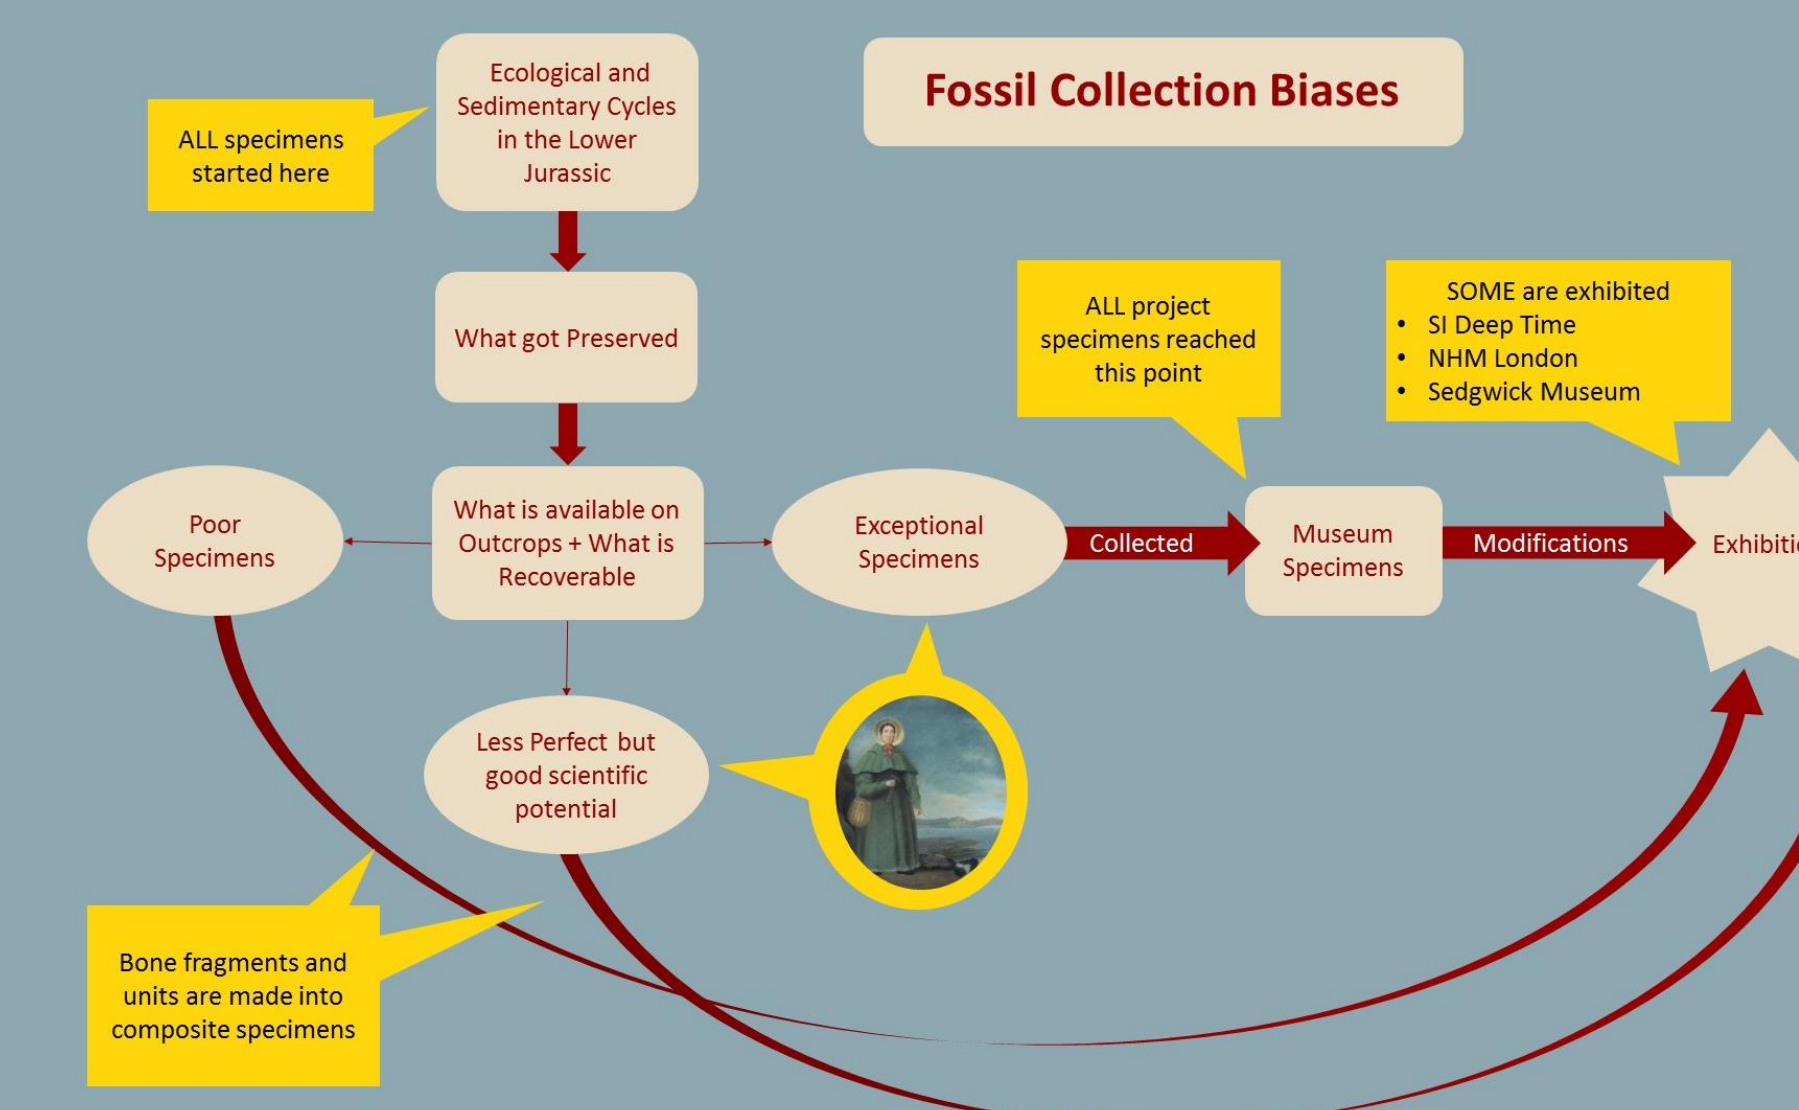 Fossil Collection Biases
Ecological and
Sedimentary Cycles
in the Lower
Jurassic
ALL specimens
started here
What got Preserved
ALL project
specimens reached
this point
SOME are exhibited
• SI Deep Time
• NHM London
• Sedgwick Museum
Poor
Specimens
What is available on
Outcrops + What is
Recoverable
Exceptional
Specimens
Collected
Museum
Specimens
Modifications
Less Perfect but
good scientific
potential
Bone fragments and
units are made into
composite specimens